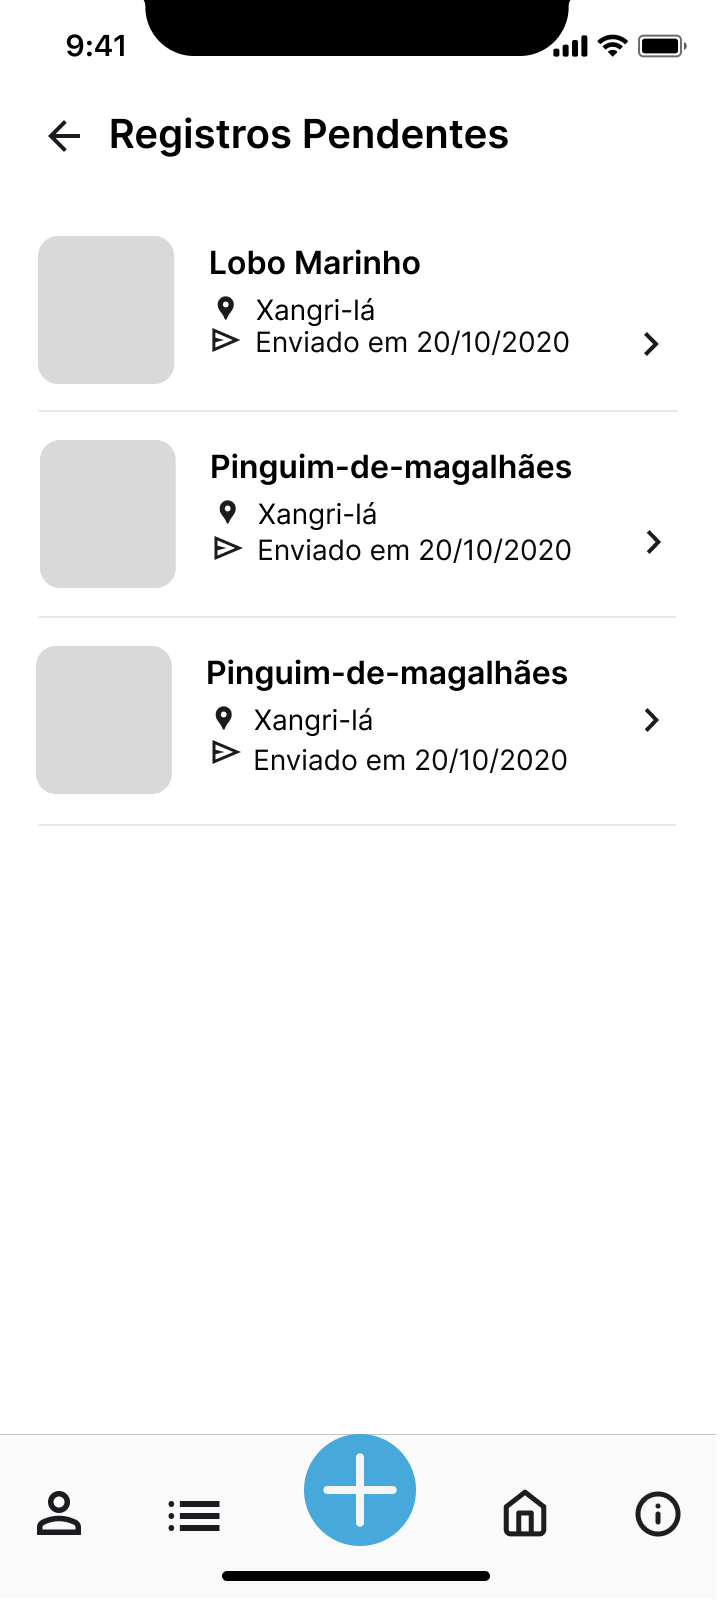 9:41
Registros Pendentes
Lobo Marinho
Xangri-lá
Enviado em 20/10/2020
Pinguim-de-magalhães
Xangri-lá
Enviado em 20/10/2020
Pinguim-de-magalhães
Xangri-lá
Enviado em 20/10/2020